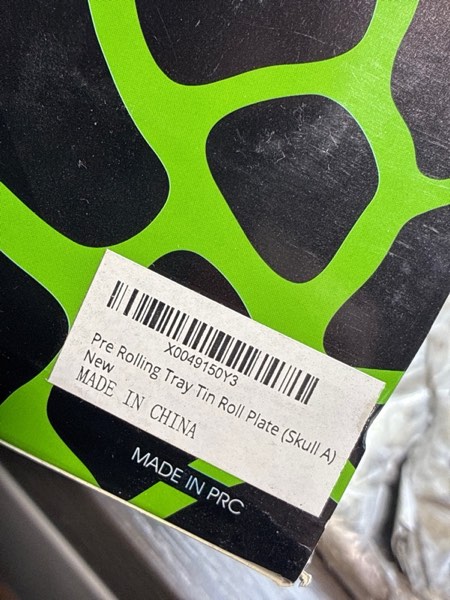 X0049150Y3
Pre Rolling Tray Tin Roll Plate (Skull A)
New
MADE IN CHINA
MADE IN PRC